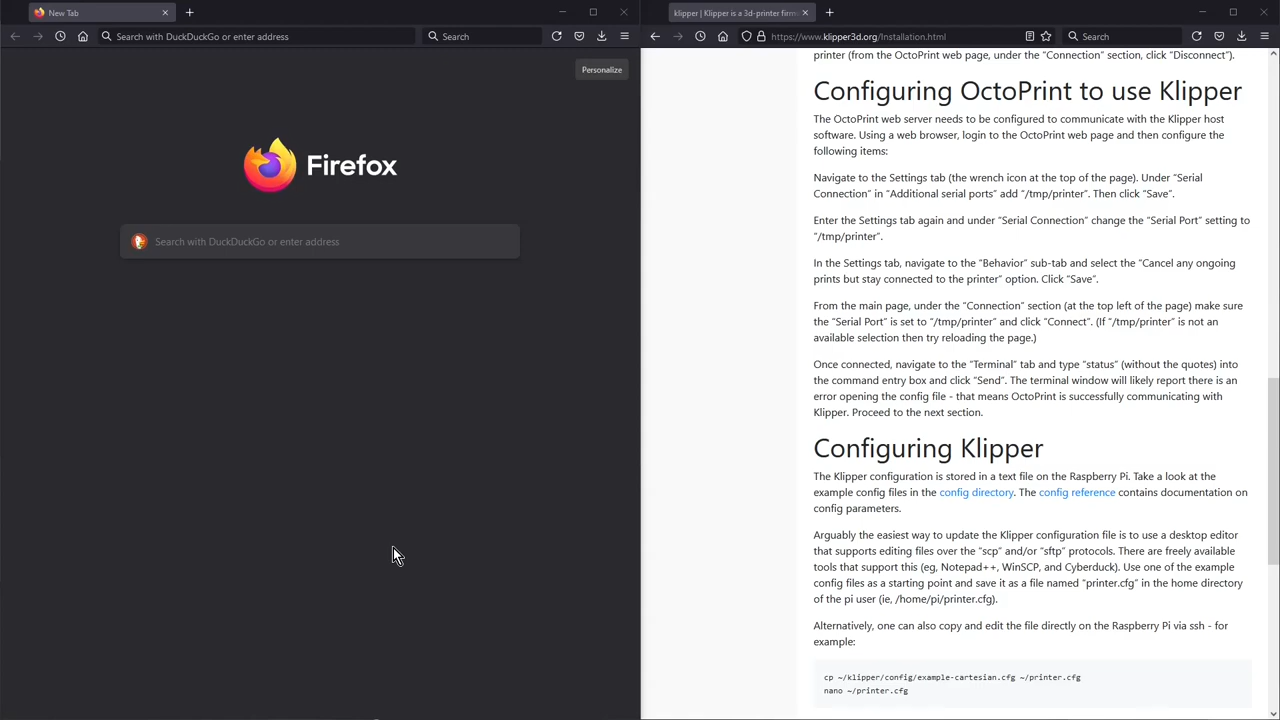 New Tab
Search with DuckDuckGo or enter address
Search
Personalize
Firefox
Search with DuckDuckGo or enter address
klipper | Klipper is a 3d-printer firm
https://www.klipper3d.org/Installation.html
Search
printer (from the OctoPrint web page, under the "Connection" section, click "Disconnect").
Configuring OctoPrint to use Klipper
The OctoPrint web server needs to be configured to communicate with the Klipper host
software. Using a web browser, login to the OctoPrint web page and then configure the
following items:
Navigate to the Settings tab (the wrench icon at the top of the page). Under "Serial
Connection" in "Additional serial ports" add "/tmp/printer". Then click "Save".
Enter the Settings tab again and under "Serial Connection" change the "Serial Port" setting to
"/tmp/printer".
In the Settings tab, navigate to the "Behavior" sub-tab and select the "Cancel any ongoing
prints but stay connected to the printer" option. Click "Save".
From the main page, under the "Connection" section (at the top left of the page) make sure
the "Serial Port" is set to "/tmp/printer" and click "Connect". (If "/tmp/printer" is not an
available selection then try reloading the page.)
Once connected, navigate to the "Terminal" tab and type "status" (without the quotes) into
the command entry box and click "Send". The terminal window will likely report there is an
error opening the config file - that means OctoPrint is successfully communicating with
Klipper. Proceed to the next section.
Configuring Klipper
The Klipper configuration is stored in a text file on the Raspberry Pi. Take a look at the
example config files in the config directory. The config reference contains documentation on
config parameters.
Arguably the easiest way to update the Klipper configuration file is to use a desktop editor
that supports editing files over the "scp" and/or "sftp" protocols. There are freely available
tools that support this (eg, Notepad++, WinSCP, and Cyberduck). Use one of the example
config files as a starting point and save it as a file named "printer.cfg" in the home directory
of the pi user (ie, /home/pi/printer.cfg).
Alternatively, one can also copy and edit the file directly on the Raspberry Pi via ssh - for
example:
cp ~/klipper/config/example-cartesian.cfg ~/printer.cfg
nano ~/printer.cfg